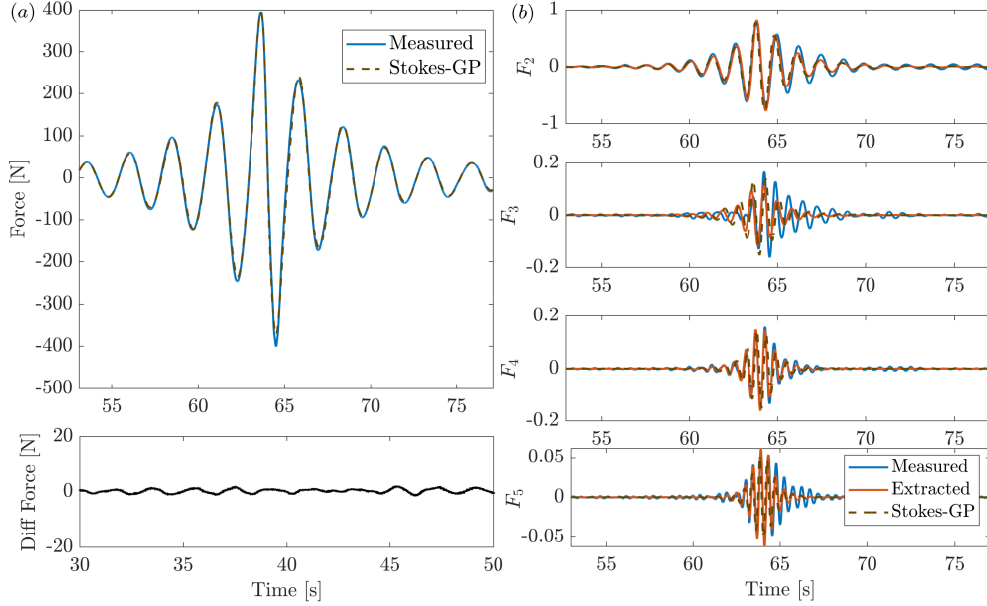 (a)
400
300
200
100
0
-100
-200
-300
-400
-500
Force [N]
Measured
Stokes-GP
55 60 65 70 75
20
0
-20
Diff Force [N]
30 35 40 45 50
Time [s]
(b)
1
0
-1
F2
55 60 65 70 75
0.2
0
-0.2
F3
55 60 65 70 75
0.2
0
-0.2
F4
55 60 65 70 75
0.05
0
-0.05
F5
Measured
Extracted
Stokes-GP
55 60 65 70 75
Time [s]